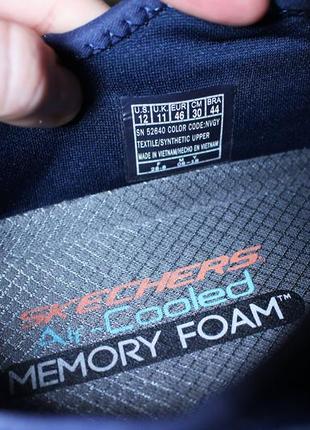 U.S. U.K. EUR CM BRA
12 11 46 30 44
SN 52640 COLOR CODE:NVGY
TEXTILE/SYNTHETIC UPPER
MADE IN VIETNAM/HECHO EN VIETNAM
SKECHERS
Air-Cooled
MEMORY FOAM™